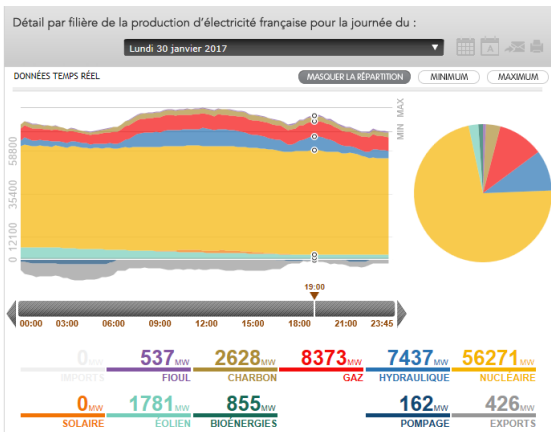 Détail par filière de la production d'électricité française pour la journée du :
Lundi 30 janvier 2017
DONNÉES TEMPS RÉEL
MASQUER LA RÉPARTITION
MINIMUM
MAXIMUM
MIN MAX
58800
35400
12100
0
19:00
00:00 03:00 06:00 09:00 12:00 15:00 18:00 21:00 23:45
0MW 537MW 2628MW 8373MW 7437MW 56271MW
IMPORTS FIOUL CHARBON GAZ HYDRAULIQUE NUCLÉAIRE
0MW 1781MW 855MW 162MW 426MW
SOLAIRE ÉOLIEN BIOÉNERGIES POMPAGE EXPORTS